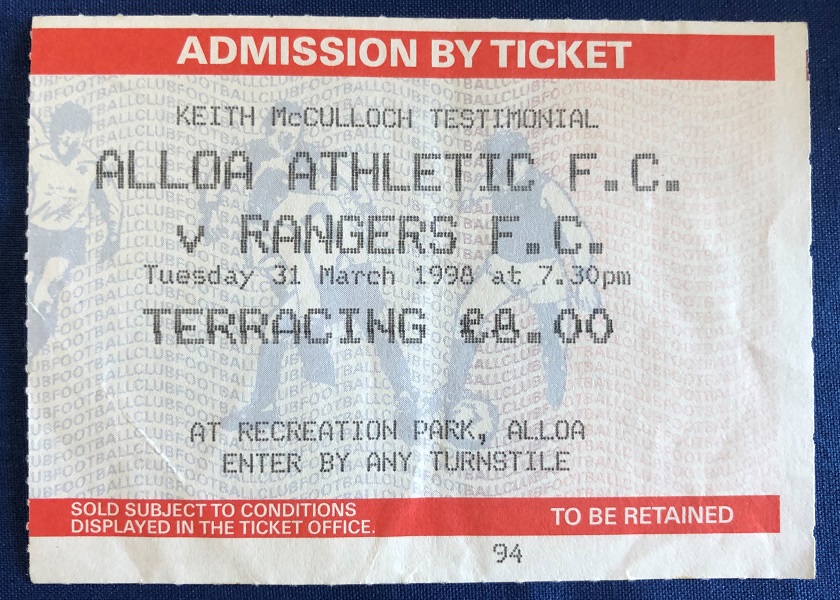 ADMISSION BY TICKET
KEITH McCULLOCH TESTIMONIAL
ALLOA ATHLETIC F.C.
v RANGERS F.C.
Tuesday 31 March 1998 at 7.30pm
TERRACING £8.00
AT RECREATION PARK, ALLOA
ENTER BY ANY TURNSTILE
SOLD SUBJECT TO CONDITIONS
DISPLAYED IN THE TICKET OFFICE.
TO BE RETAINED
94